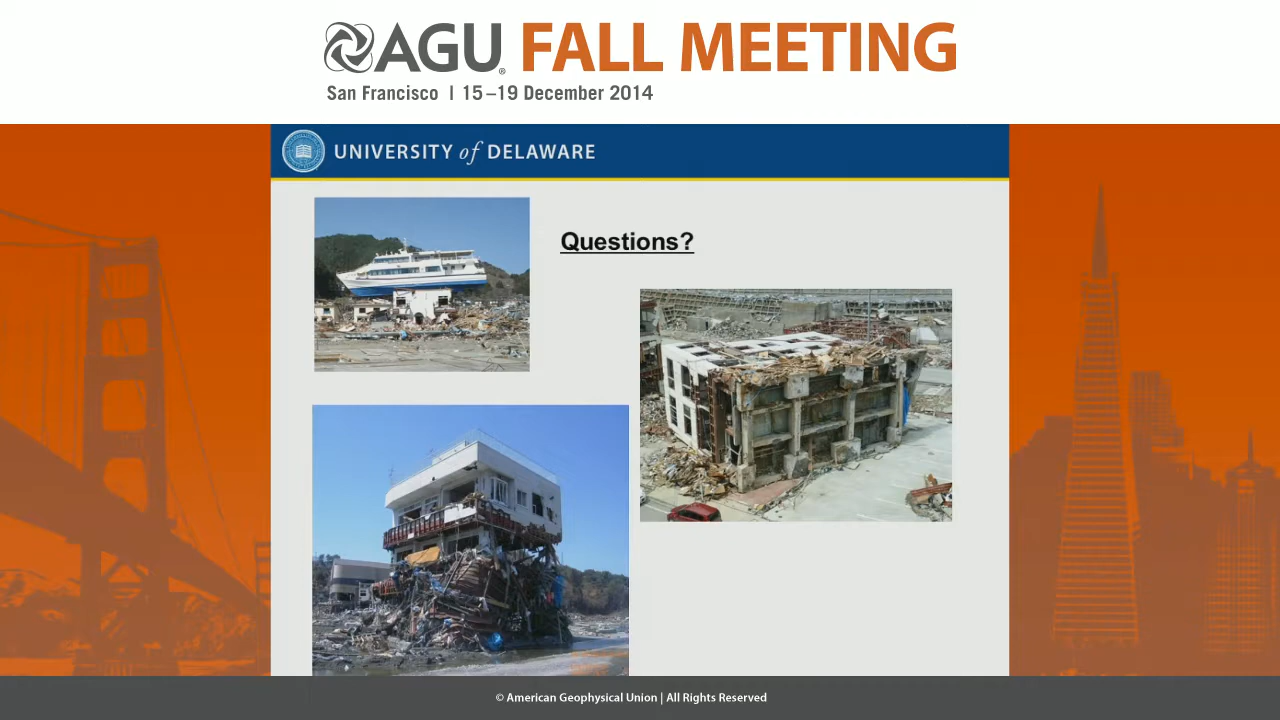 AGU® FALL MEETING
San Francisco | 15–19 December 2014
UNIVERSITY of DELAWARE
Questions?
© American Geophysical Union | All Rights Reserved